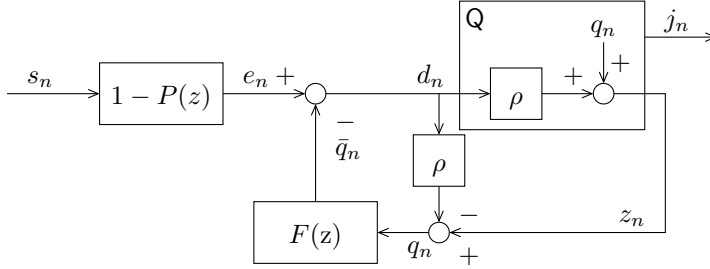 Q
q_n
j_n
s_n
1 − P(z)
e_n +
d_n
ρ
+
+
−
q̄_n
ρ
F(z)
q_n
−
+
z_n